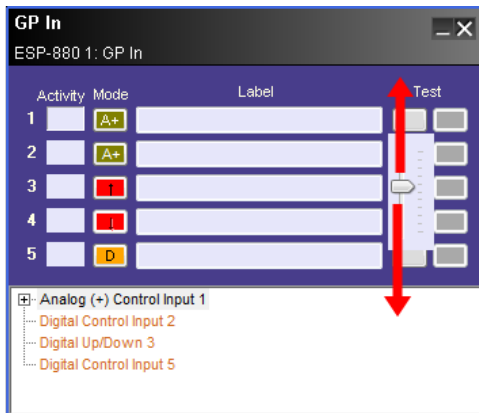 GP In
ESP-880 1: GP In
Activity Mode Label Test
1 A+
2 A+
3 ↑
4 ↓
5 D
Analog (+) Control Input 1
Digital Control Input 2
Digital Up/Down 3
Digital Control Input 5